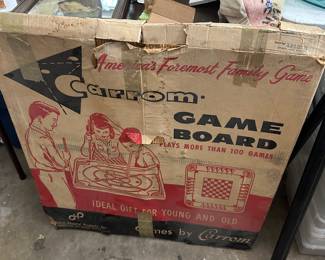 America's Foremost Family Game
Carrom
GAME
BOARD
PLAYS MORE THAN 100 GAMES
IDEAL GIFT FOR YOUNG AND OLD
Games by Carrom